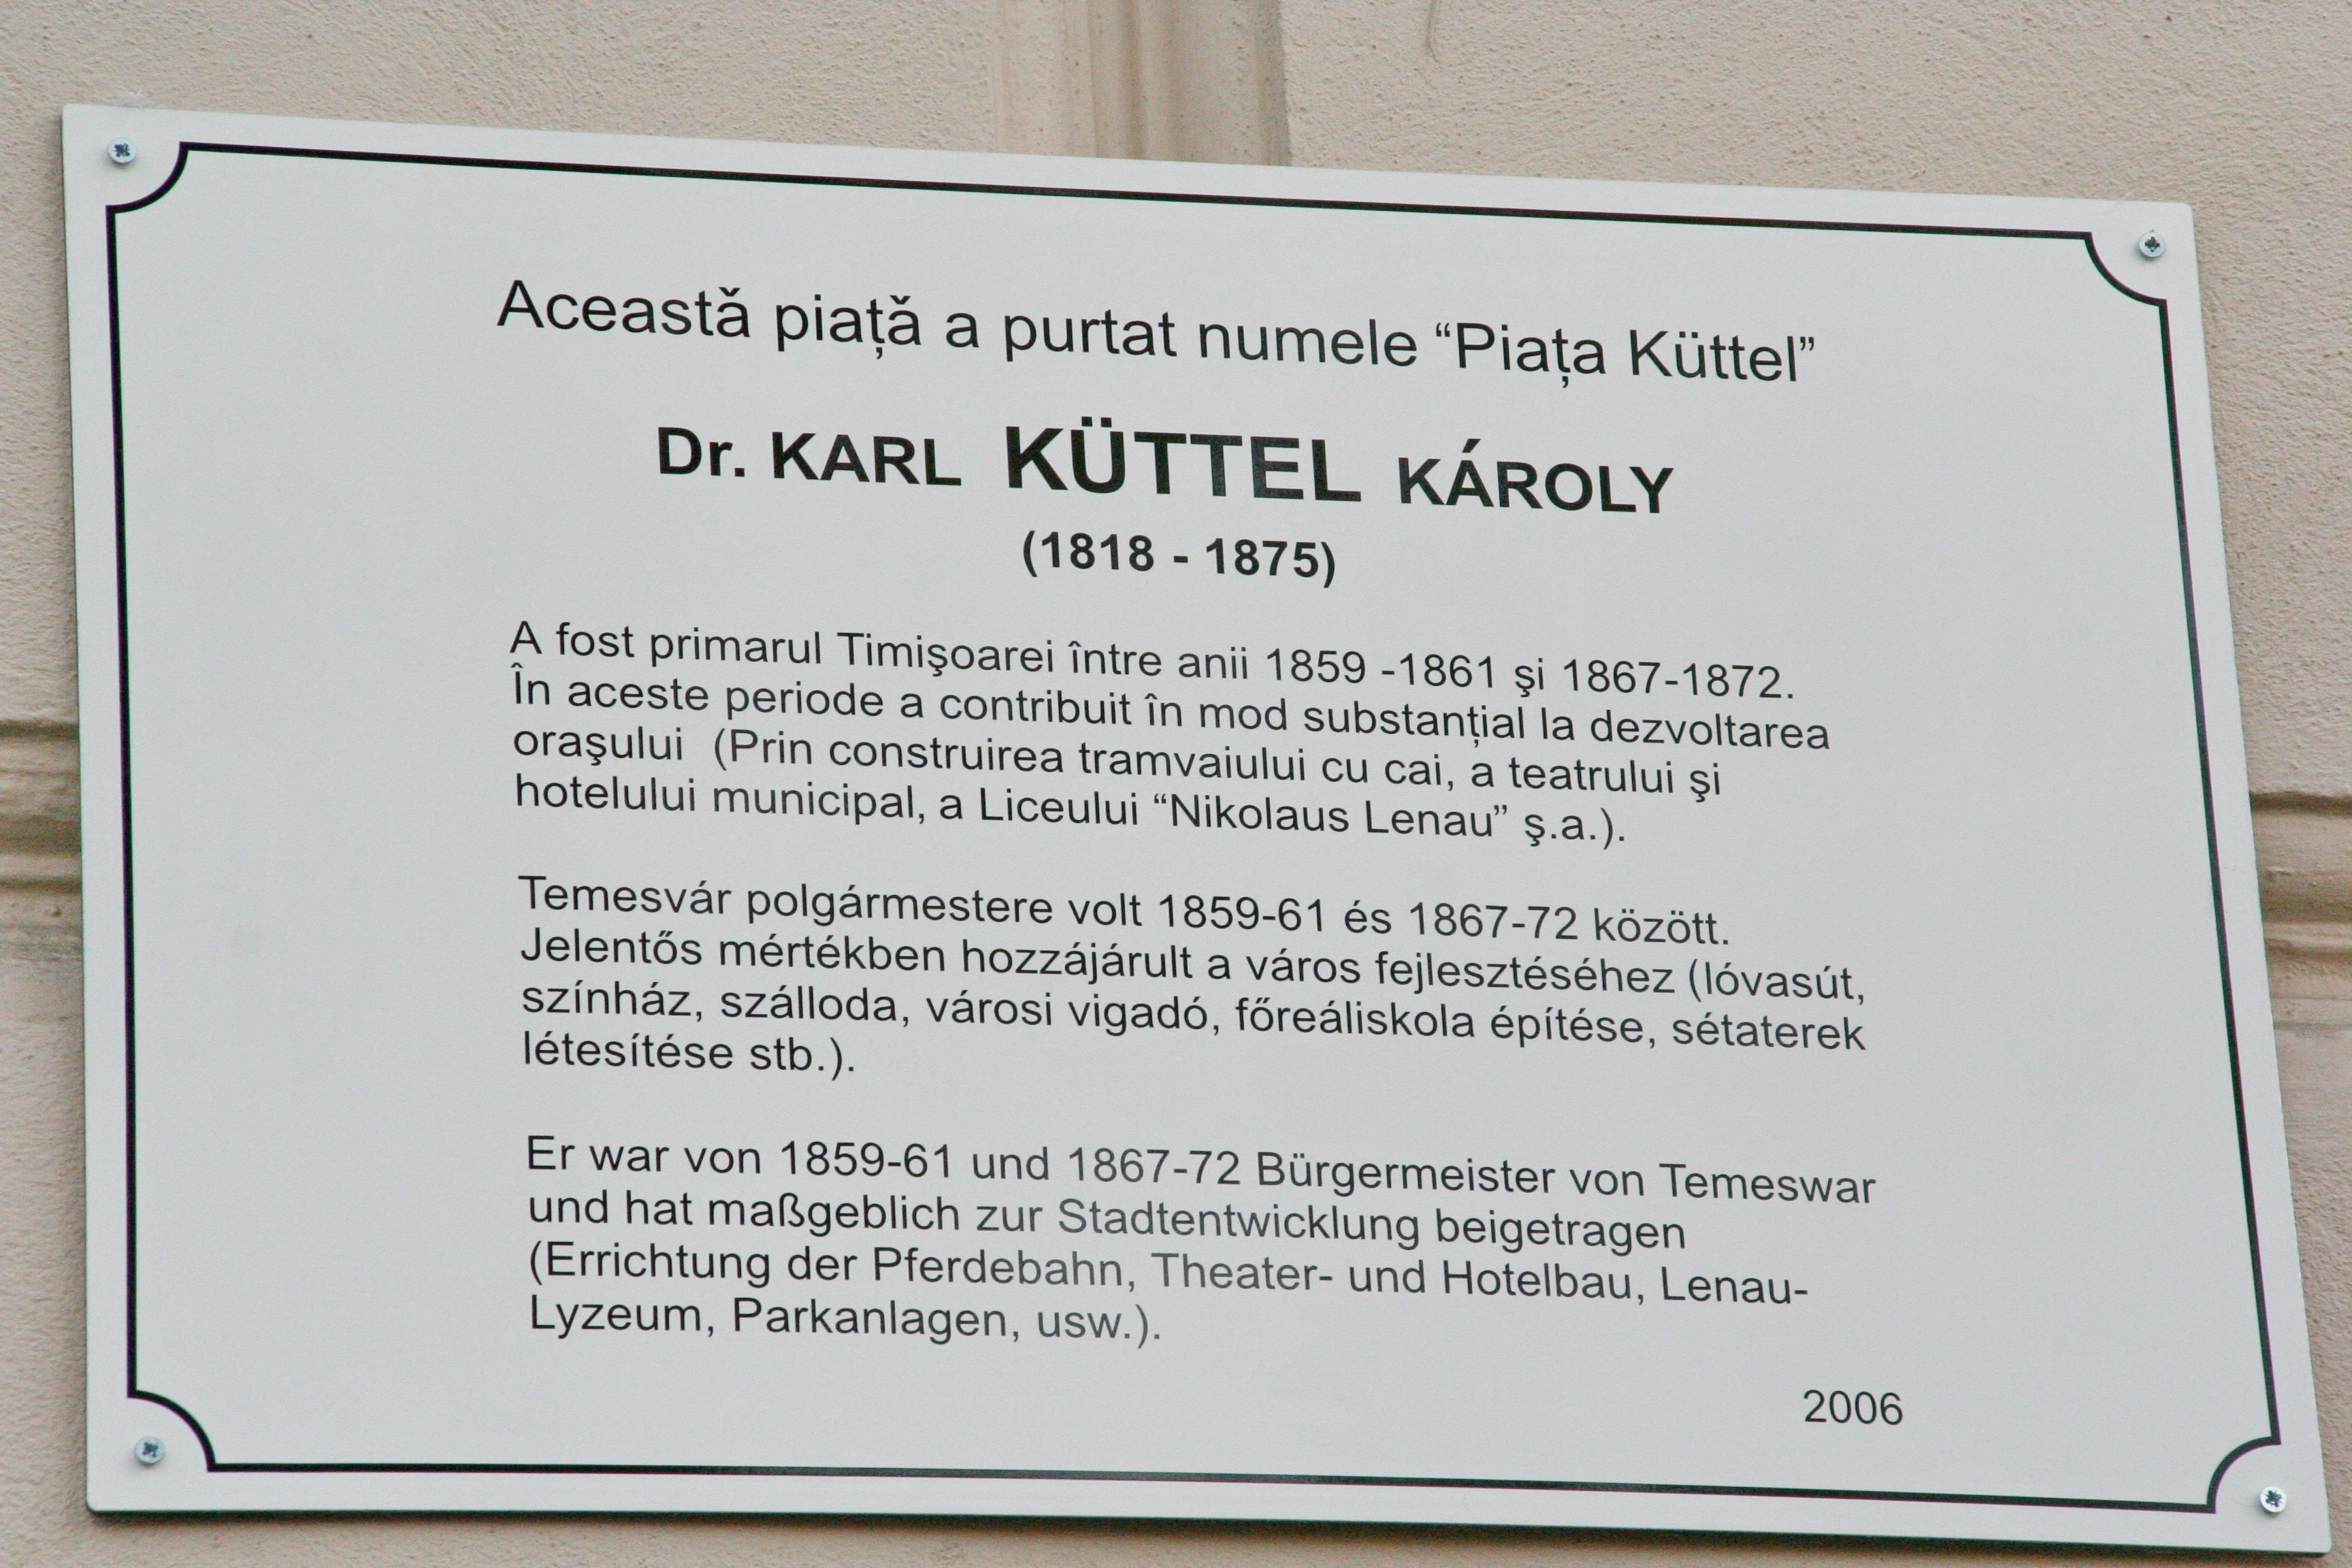 Această piață a purtat numele “Piața Küttel”
Dr. KARL KÜTTEL KÁROLY
(1818 - 1875)
A fost primarul Timişoarei între anii 1859 -1861 şi 1867-1872.
În aceste periode a contribuit în mod substanțial la dezvoltarea
oraşului (Prin construirea tramvaiului cu cai, a teatrului şi
hotelului municipal, a Liceului “Nikolaus Lenau” ş.a.).
Temesvár polgármestere volt 1859-61 és 1867-72 között.
Jelentős mértékben hozzájárult a város fejlesztéséhez (lóvasút,
színház, szálloda, városi vigadó, főreáliskola építése, sétaterek
létesítése stb.).
Er war von 1859-61 und 1867-72 Bürgermeister von Temeswar
und hat maßgeblich zur Stadtentwicklung beigetragen
(Errichtung der Pferdebahn, Theater- und Hotelbau, Lenau-
Lyzeum, Parkanlagen, usw.).
2006